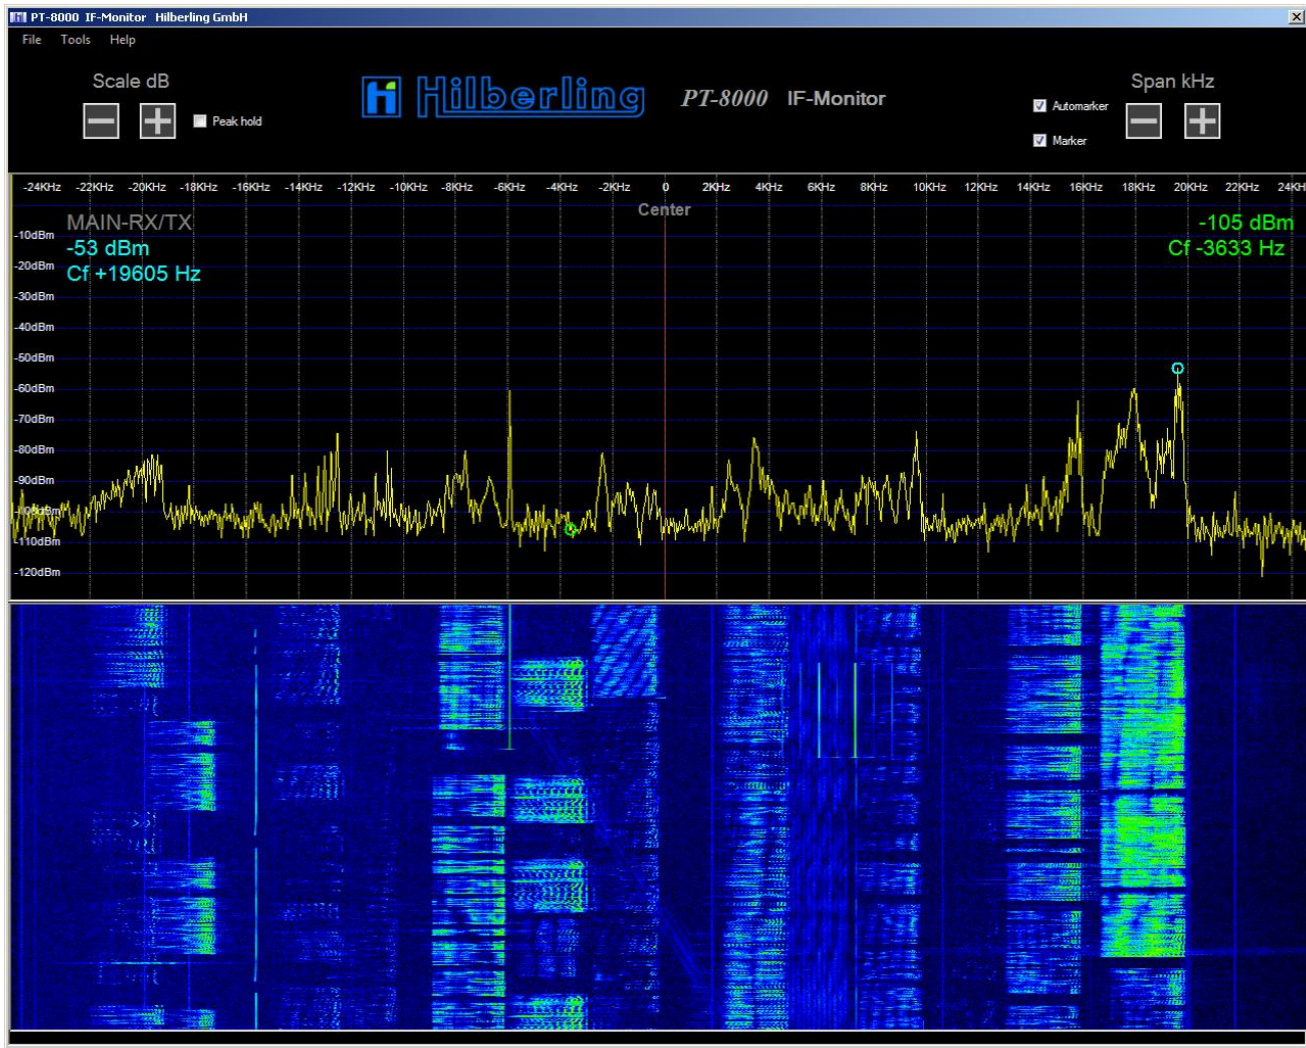 PT-8000 IF-Monitor Hilberling GmbH
File Tools Help
Scale dB
Peak hold
Hilberling PT-8000 IF-Monitor
Span kHz
Automarker
Marker
-24KHz -22KHz -20KHz -18KHz -16KHz -14KHz -12KHz -10KHz -8KHz -6KHz -4KHz -2KHz 0 2KHz 4KHz 6KHz 8KHz 10KHz 12KHz 14KHz 16KHz 18KHz 20KHz 22KHz 24KH
Center
MAIN-RX/TX
-53 dBm
Cf +19605 Hz
-105 dBm
Cf -3633 Hz
-10dBm
-20dBm
-30dBm
-40dBm
-50dBm
-60dBm
-70dBm
-80dBm
-90dBm
-100dBm
-110dBm
-120dBm